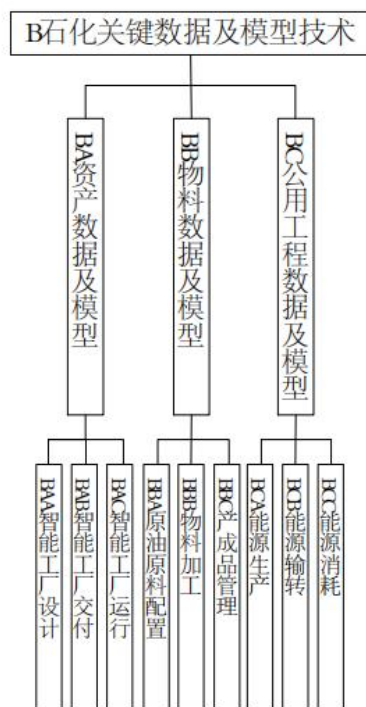 B石化关键数据及模型技术
BA资产数据及模型
BB物料数据及模型
BC公用工程数据及模型
BAA智能工厂设计
BAB智能工厂交付
BAC智能工厂运行
BBA原油原料配置
BBB物料加工
BBC产成品管理
BCA能源生产
BCB能源输转
BCC能源消耗